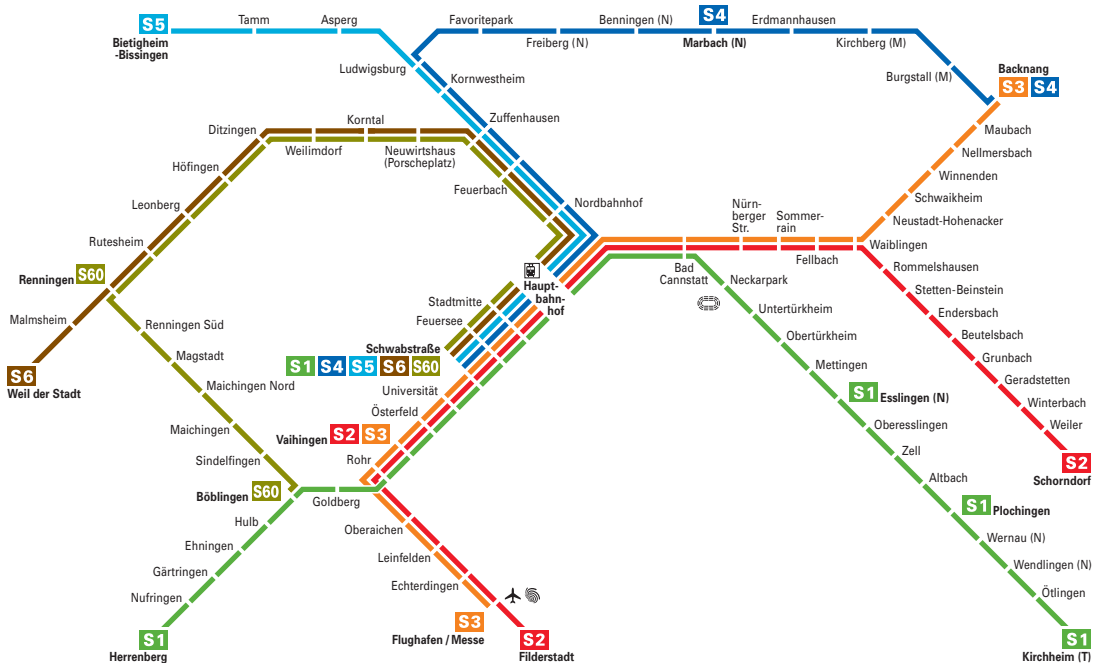 S5
Bietigheim
-Bissingen
Tamm
Asperg
Ludwigsburg
Favoritepark
Freiberg (N)
Benningen (N)
S4
Marbach (N)
Erdmannhausen
Kirchberg (M)
Burgstall (M)
Backnang
S3 S4
Kornwestheim
Zuffenhausen
Maubach
Nellmersbach
Winnenden
Schwaikheim
Neustadt-Hohenacker
Ditzingen
Korntal
Weilimdorf
Neuwirtshaus
(Porscheplatz)
Feuerbach
Höfingen
Leonberg
Rutesheim
Renningen S60
Malmsheim
S6
Weil der Stadt
Nordbahnhof
Nürn-
berger
Str.
Sommer-
rain
Waiblingen
Fellbach
Bad
Cannstatt
Neckarpark
Haupt-
bahn-
hof
Stadtmitte
Feuersee
Schwabstraße
S1 S4 S5 S6 S60
Universität
Österfeld
Vaihingen S2 S3
Rohr
Renningen Süd
Magstadt
Maichingen Nord
Maichingen
Sindelfingen
Böblingen S60
Goldberg
Hulb
Ehningen
Gärtringen
Nufringen
S1
Herrenberg
Oberaichen
Leinfelden
Echterdingen
S3
Flughafen / Messe
S2
Filderstadt
Untertürkheim
Obertürkheim
Mettingen
S1 Esslingen (N)
Oberesslingen
Zell
Altbach
S1 Plochingen
Wernau (N)
Wendlingen (N)
Ötlingen
S1
Kirchheim (T)
Rommelshausen
Stetten-Beinstein
Endersbach
Beutelsbach
Grunbach
Geradstetten
Winterbach
Weiler
S2
Schorndorf